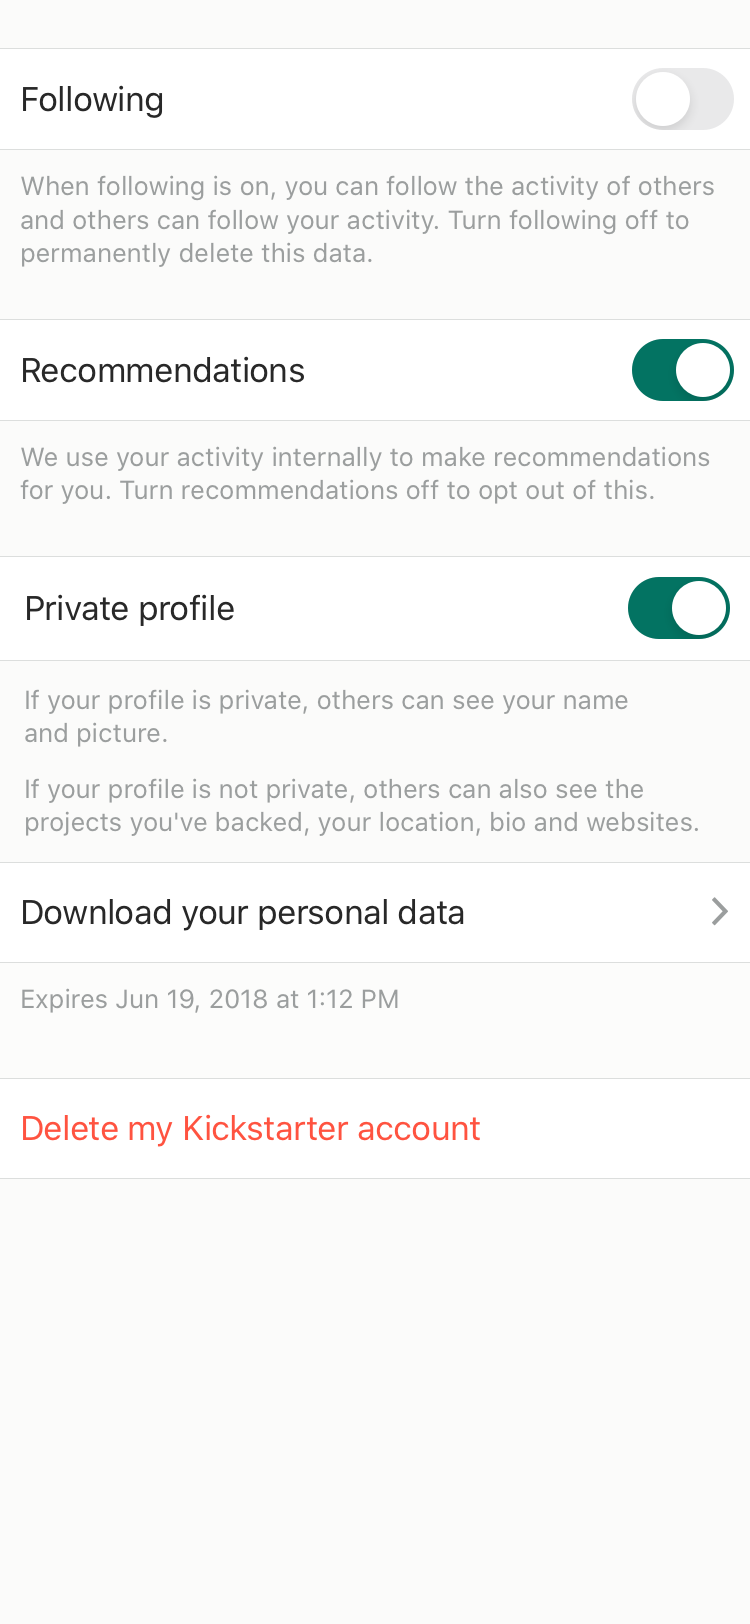 Following
When following is on, you can follow the activity of others
and others can follow your activity. Turn following off to
permanently delete this data.
Recommendations
We use your activity internally to make recommendations
for you. Turn recommendations off to opt out of this.
Private profile
If your profile is private, others can see your name
and picture.
If your profile is not private, others can also see the
projects you've backed, your location, bio and websites.
Download your personal data
Expires Jun 19, 2018 at 1:12 PM
Delete my Kickstarter account